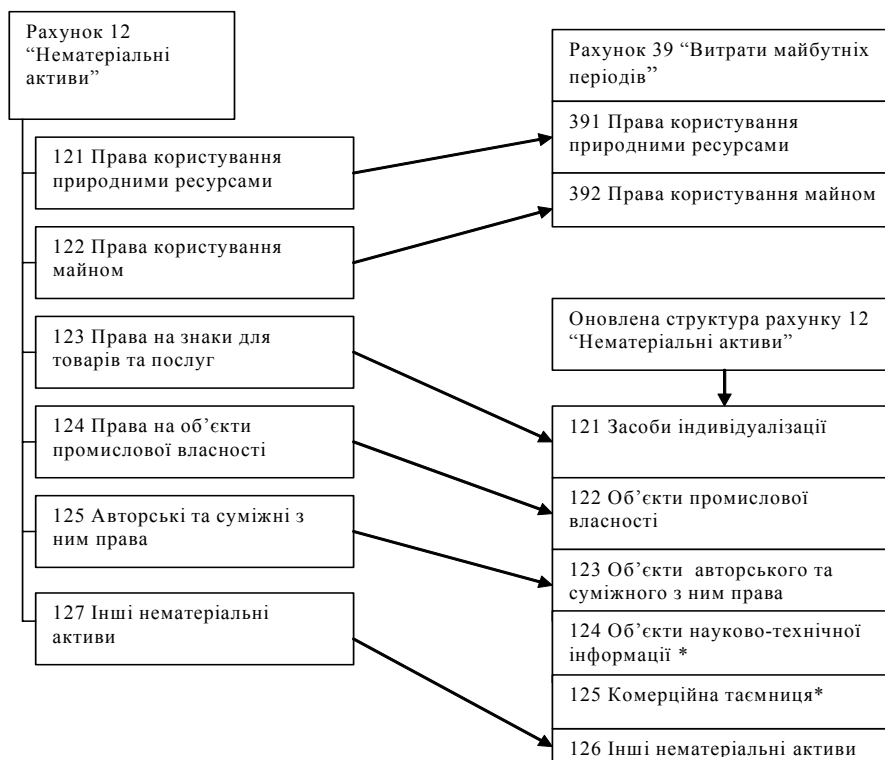 Рахунок 12
“Нематеріальні
активи”
121 Права користування
природними ресурсами
122 Права користування
майном
123 Права на знаки для
товарів та послуг
124 Права на об’єкти
промислової власності
125 Авторські та суміжні з
ним права
127 Інші нематеріальні
активи
Рахунок 39 “Витрати майбутніх
періодів”
391 Права користування
природними ресурсами
392 Права користування майном
Оновлена структура рахунку 12
“Нематеріальні активи”
121 Засоби індивідуалізації
122 Об’єкти промислової
власності
123 Об’єкти авторського та
суміжного з ним права
124 Об’єкти науково-технічної
інформації *
125 Комерційна таємниця*
126 Інші нематеріальні активи